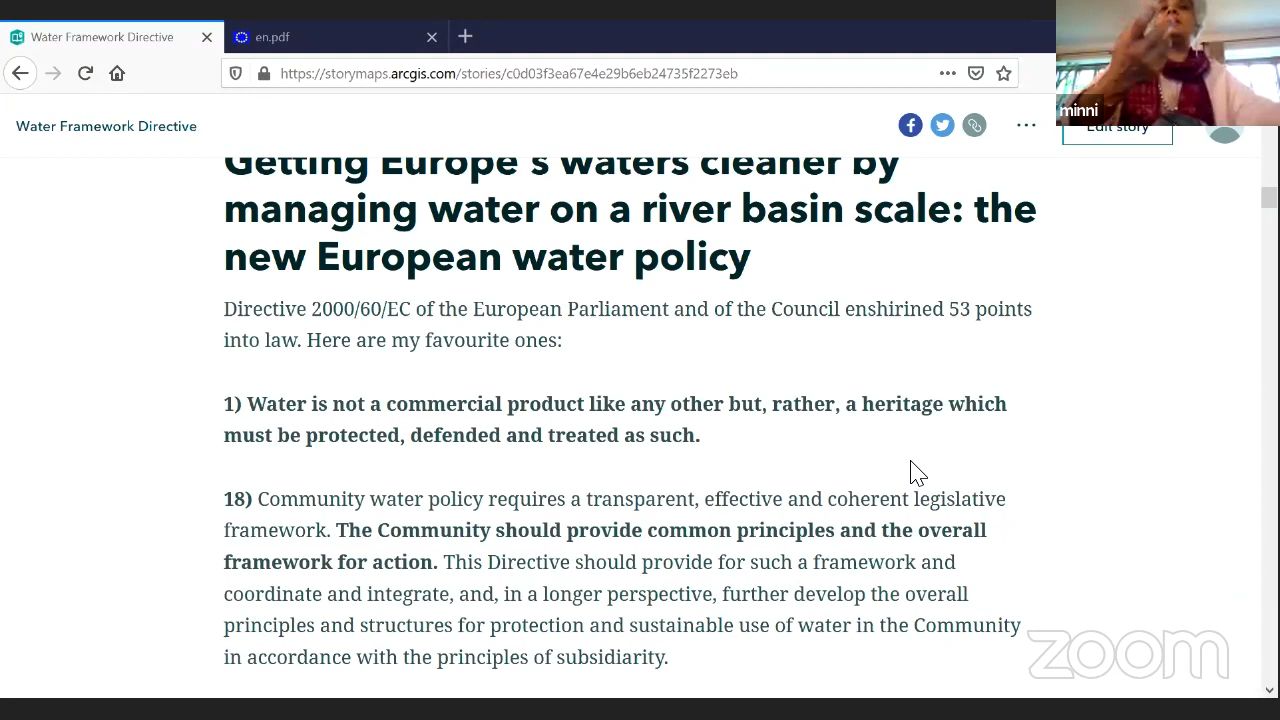 Water Framework Directive
en.pdf
https://storymaps.arcgis.com/stories/c0d03f3ea67e4e29b6eb24735f2273eb
minni
Water Framework Directive
Edit story
Getting Europe's waters cleaner by
managing water on a river basin scale: the
new European water policy
Directive 2000/60/EC of the European Parliament and of the Council enshirined 53 points
into law. Here are my favourite ones:
1) Water is not a commercial product like any other but, rather, a heritage which
must be protected, defended and treated as such.
18) Community water policy requires a transparent, effective and coherent legislative
framework. The Community should provide common principles and the overall
framework for action. This Directive should provide for such a framework and
coordinate and integrate, and, in a longer perspective, further develop the overall
principles and structures for protection and sustainable use of water in the Community
in accordance with the principles of subsidiarity.
zoom